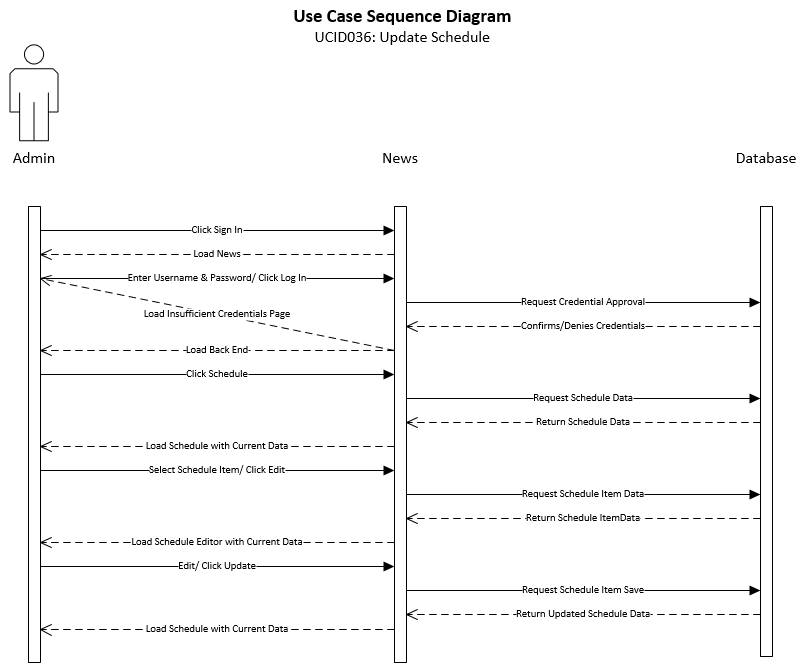 Use Case Sequence Diagram
UCID036: Update Schedule
Admin
News
Database
Click Sign In
Load News
Enter Username & Password/ Click Log In
Request Credential Approval
Load Insufficient Credentials Page
Confirms/Denies Credentials
Load Back End
Click Schedule
Request Schedule Data
Return Schedule Data
Load Schedule with Current Data
Select Schedule Item/ Click Edit
Request Schedule Item Data
Return Schedule ItemData
Load Schedule Editor with Current Data
Edit/ Click Update
Request Schedule Item Save
Return Updated Schedule Data
Load Schedule with Current Data